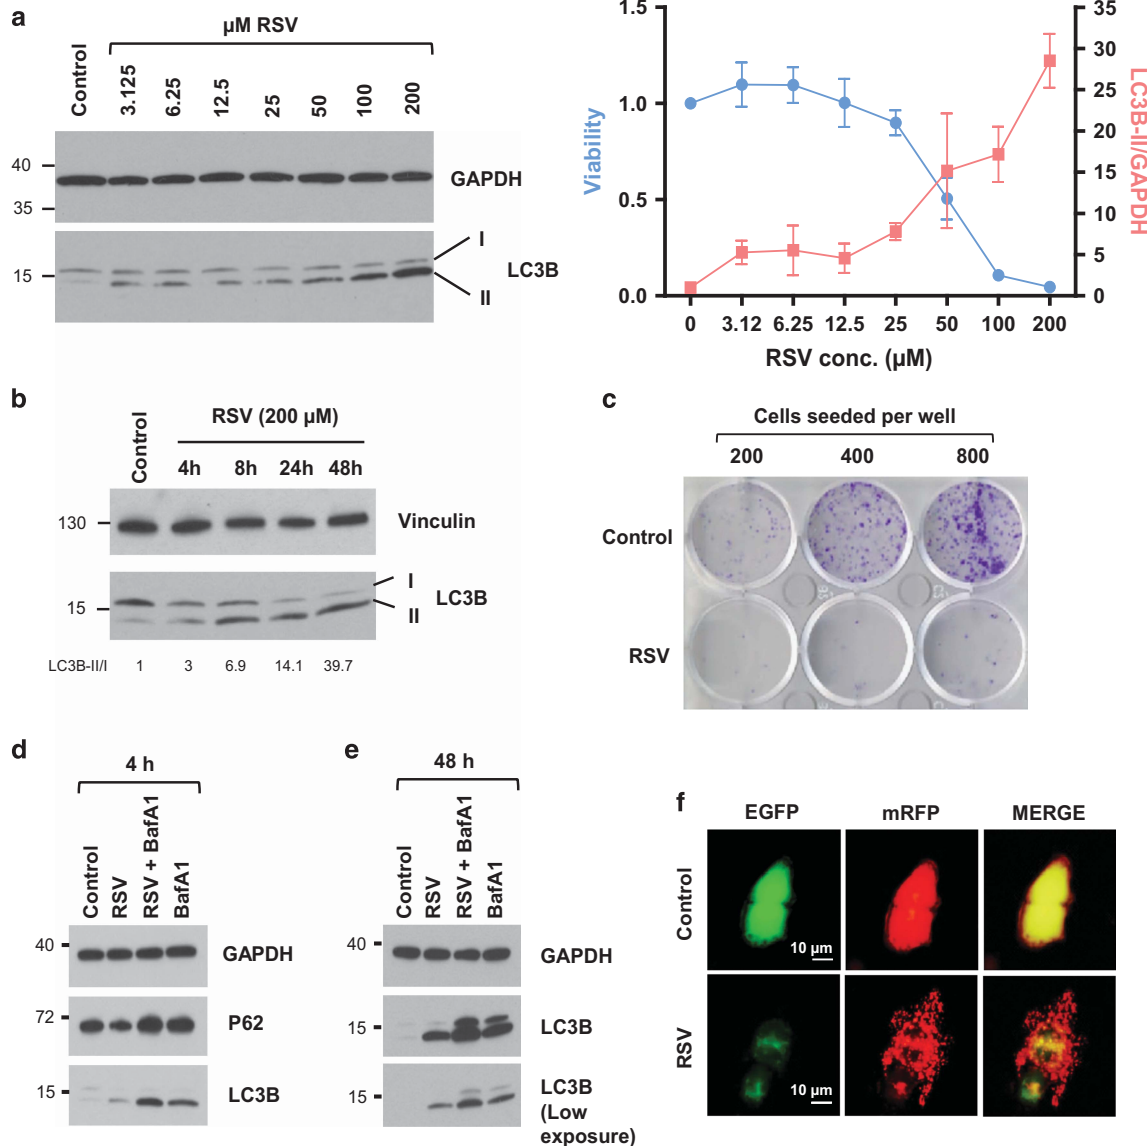 a
µM RSV
Control
3.125
6.25
12.5
25
50
100
200
40
35
GAPDH
15
I
LC3B
II
1.5
1.0
0.5
0.0
Viability
35
30
25
20
15
10
5
0
LC3B-II/GAPDH
0 3.12 6.25 12.5 25 50 100 200
RSV conc. (µM)
b
Control
RSV (200 µM)
4h 8h 24h 48h
130
Vinculin
15
I
LC3B
II
LC3B-II/I 1 3 6.9 14.1 39.7
c
Cells seeded per well
200 400 800
Control
RSV
d
4 h
Control
RSV
RSV + BafA1
BafA1
40
GAPDH
72
P62
15
LC3B
e
48 h
Control
RSV
RSV + BafA1
BafA1
40
GAPDH
15
LC3B
15
LC3B
(Low
exposure)
f
EGFP mRFP MERGE
Control
10 µm
RSV
10 µm